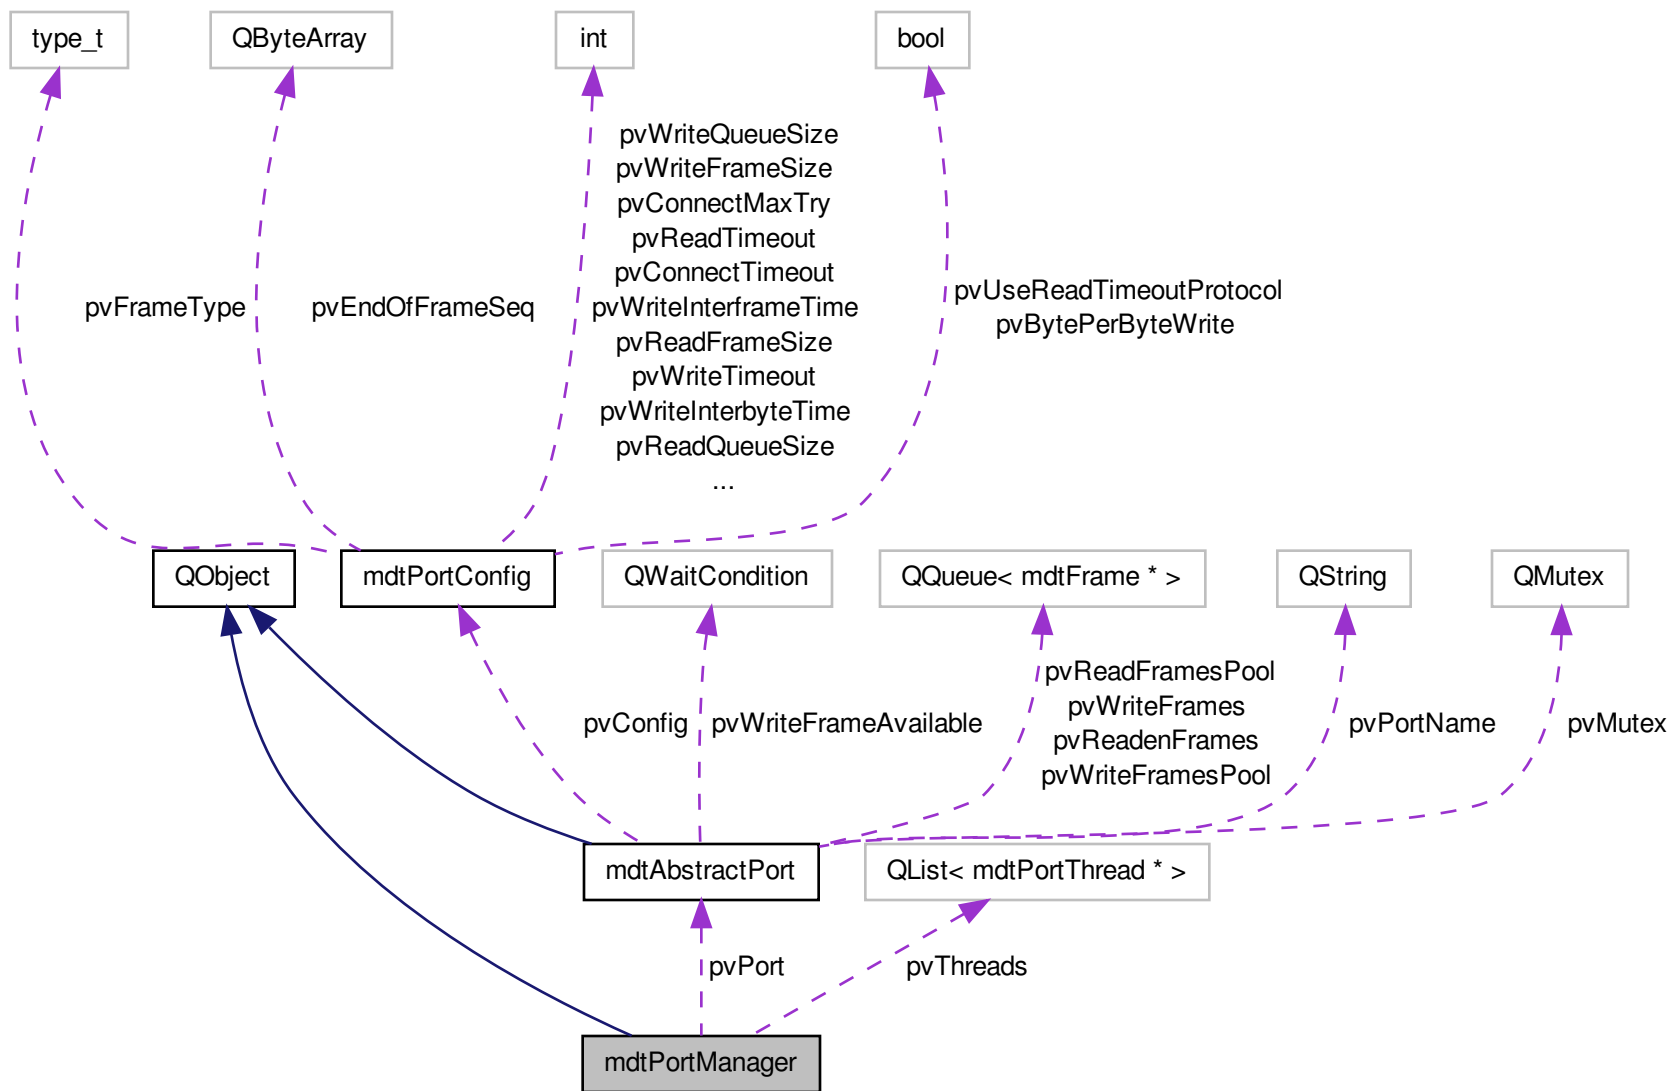 type_t
QByteArray
int
bool
pvWriteQueueSize
pvWriteFrameSize
pvConnectMaxTry
pvReadTimeout
pvConnectTimeout
pvWriteInterframeTime
pvReadFrameSize
pvWriteTimeout
pvWriteInterbyteTime
pvReadQueueSize
...
pvFrameType
pvEndOfFrameSeq
pvUseReadTimeoutProtocol
pvBytePerByteWrite
QObject
mdtPortConfig
QWaitCondition
QQueue< mdtFrame * >
QString
QMutex
pvConfig
pvWriteFrameAvailable
pvReadFramesPool
pvWriteFrames
pvReadenFrames
pvWriteFramesPool
pvPortName
pvMutex
mdtAbstractPort
QList< mdtPortThread * >
pvPort
pvThreads
mdtPortManager